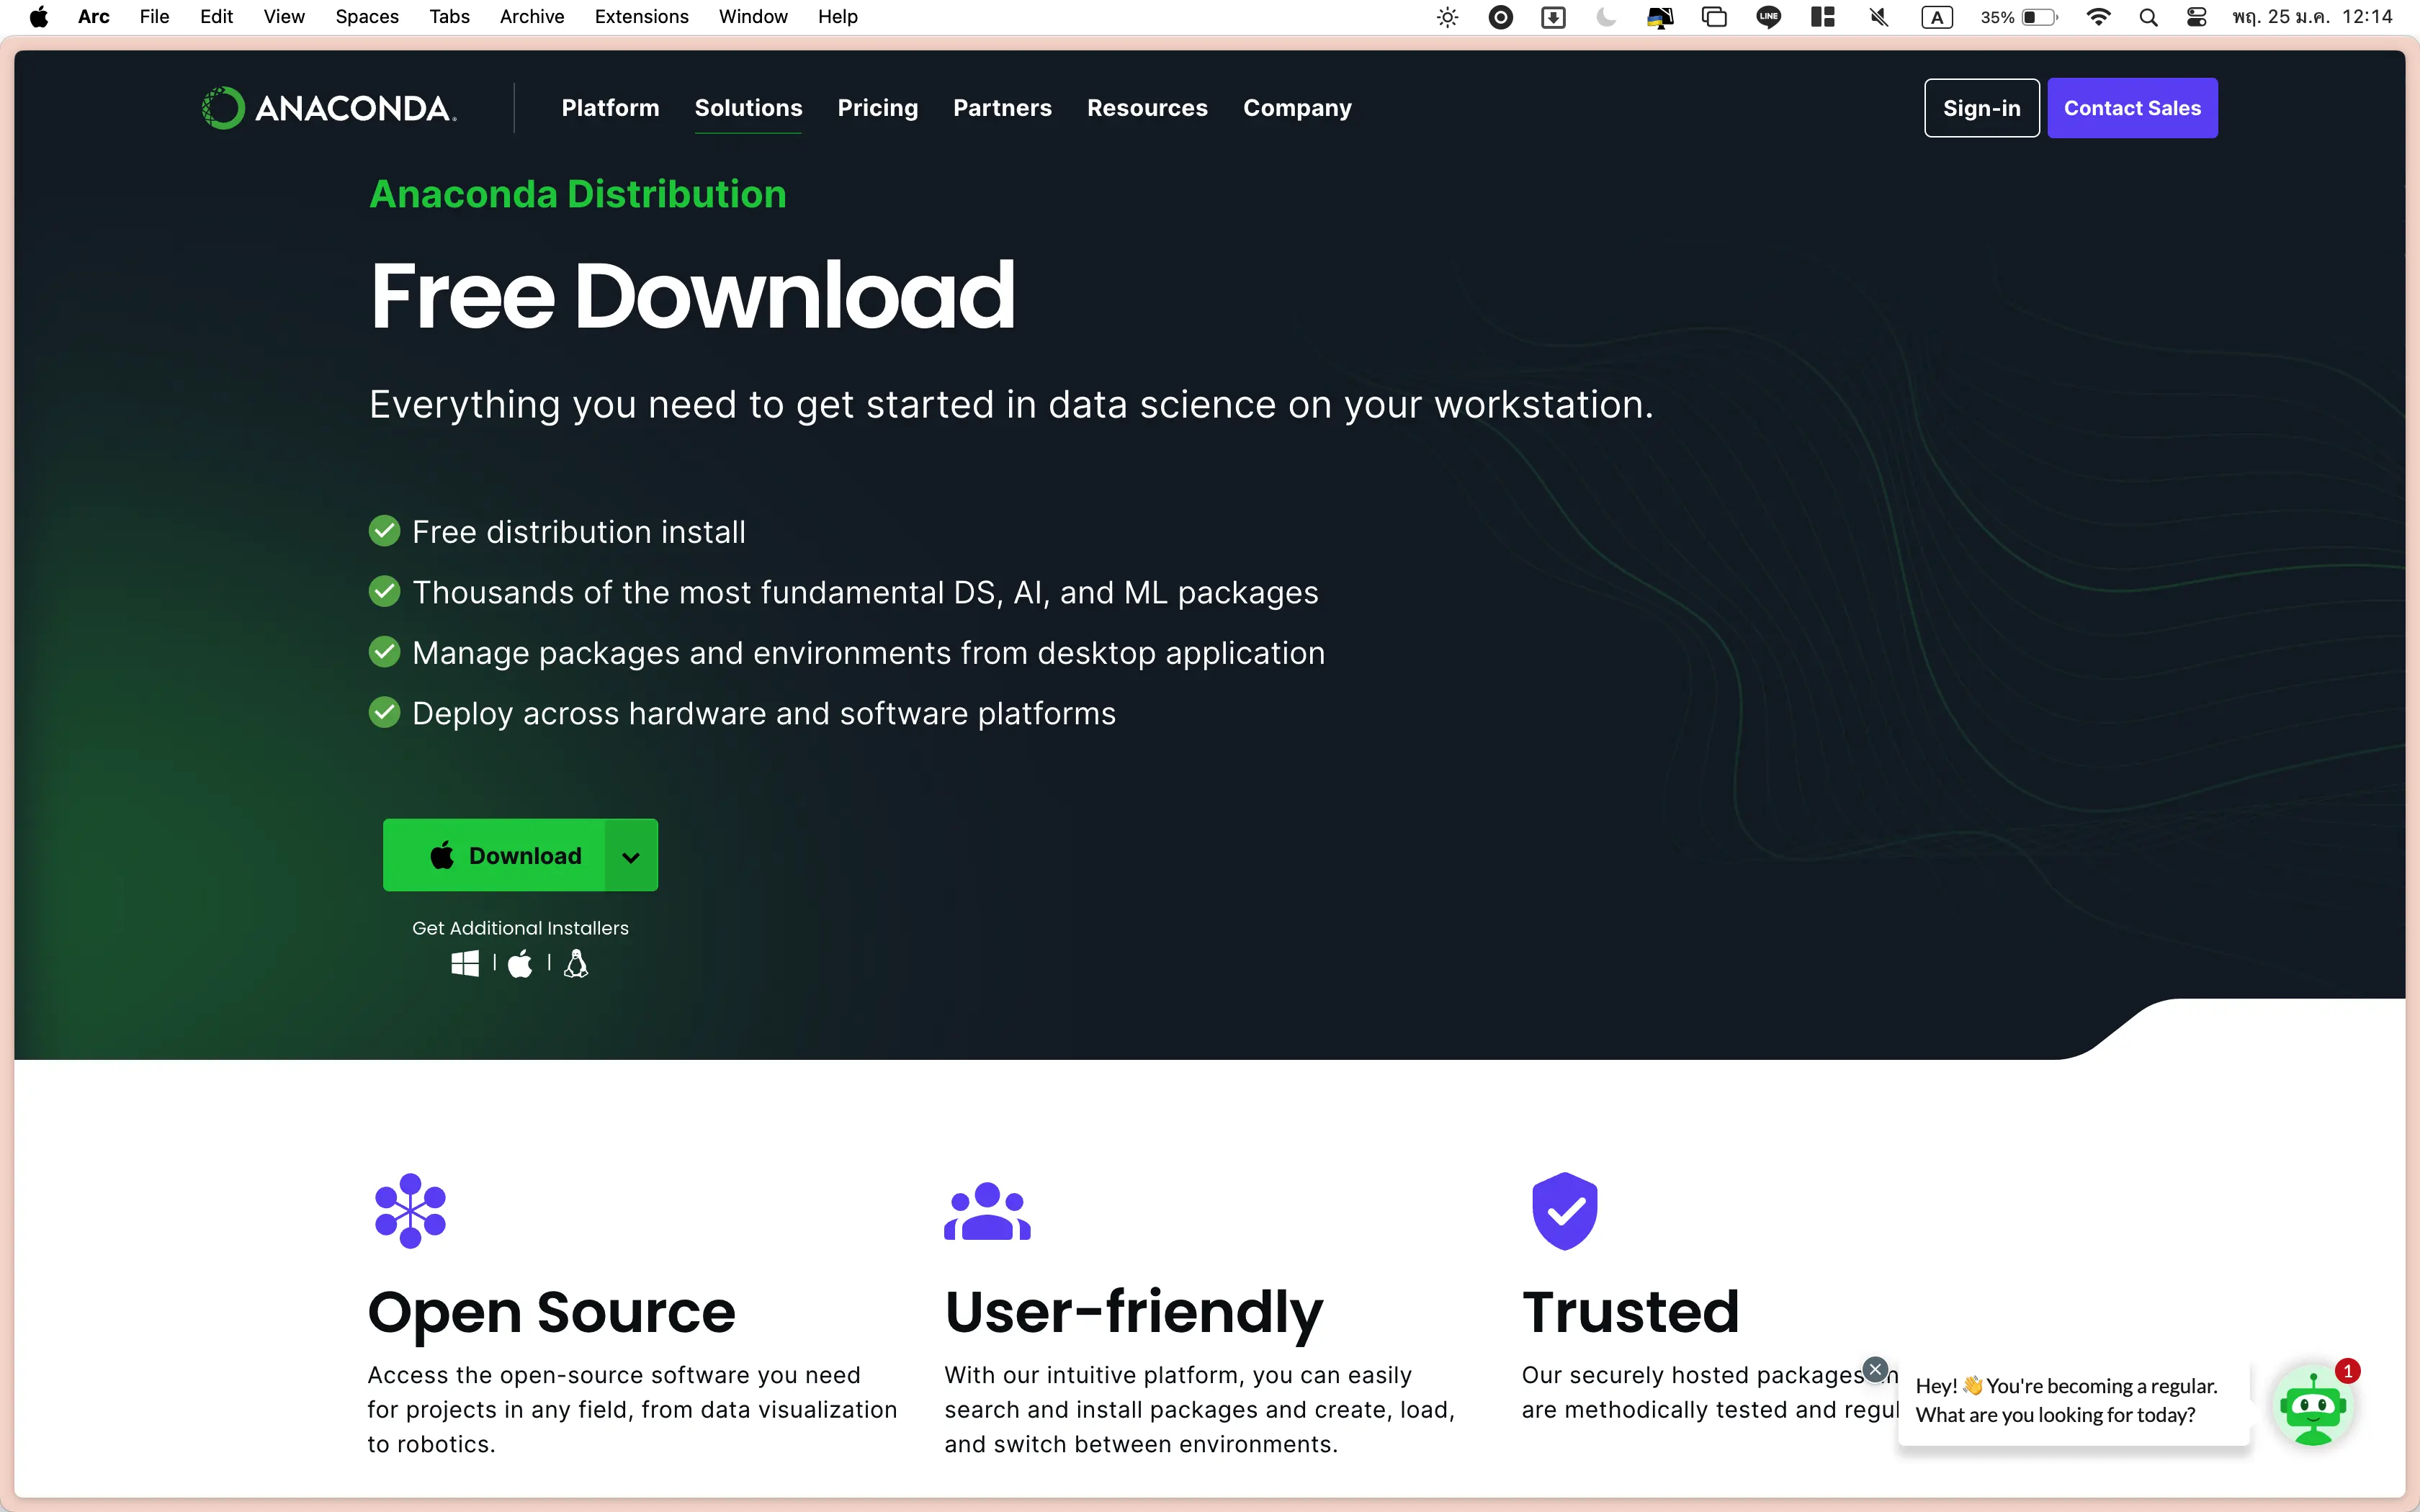 Arc File Edit View Spaces Tabs Archive Extensions Window Help LINE A 35% พฤ. 25 ม.ค. 12:14
ANACONDA. Platform Solutions Pricing Partners Resources Company Sign-in Contact Sales
Anaconda Distribution
Free Download
Everything you need to get started in data science on your workstation.
Free distribution install
Thousands of the most fundamental DS, AI, and ML packages
Manage packages and environments from desktop application
Deploy across hardware and software platforms
Download
Get Additional Installers
Open Source
Access the open-source software you need
for projects in any field, from data visualization
to robotics.
User-friendly
With our intuitive platform, you can easily
search and install packages and create, load,
and switch between environments.
Trusted
Our securely hosted packages
are methodically tested and
Hey! 👋 You're becoming a regular.
What are you looking for today?
1